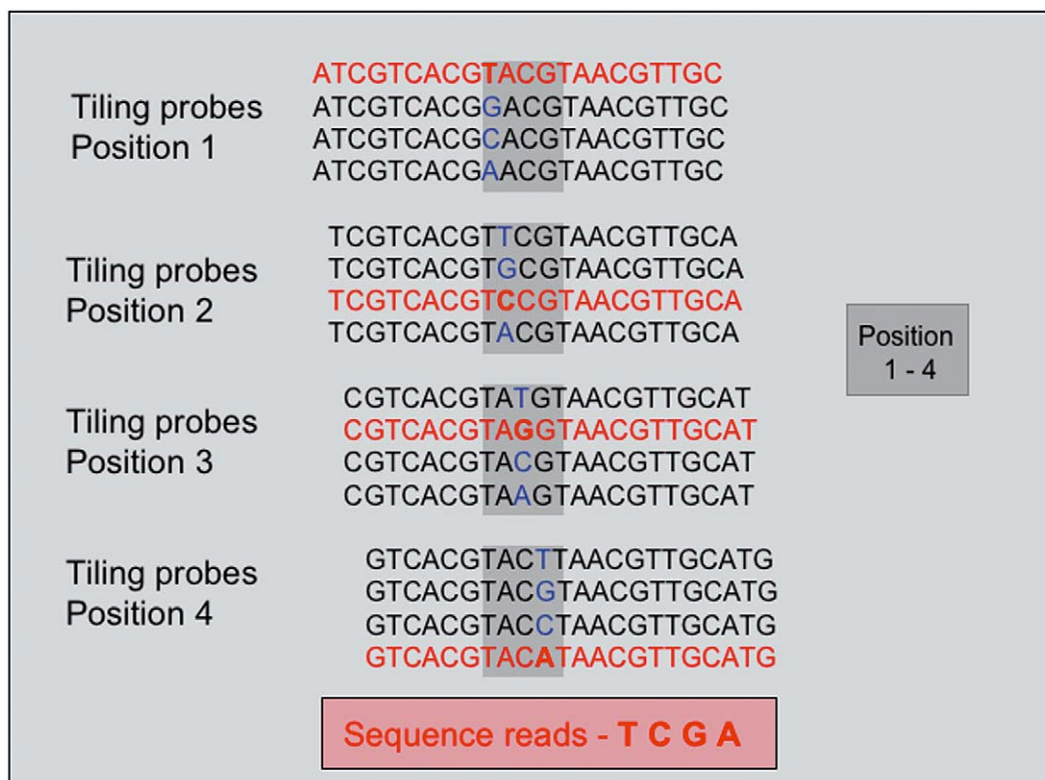 ATCGTCACGTACGTAACGTTGC
Tiling probes
Position 1
ATCGTCACGGACGTAACGTTGC
ATCGTCACGCACGTAACGTTGC
ATCGTCACGAACGTAACGTTGC
TCGTCACGTTCGTAACGTTGCA
Tiling probes
Position 2
TCGTCACGTGCGTAACGTTGCA
TCGTCACGTCCGTAACGTTGCA
TCGTCACGTACGTAACGTTGCA
Position
1 - 4
CGTCACGTATGTAACGTTGCAT
Tiling probes
Position 3
CGTCACGTAGGTAACGTTGCAT
CGTCACGTACGTAACGTTGCAT
CGTCACGTAAGTAACGTTGCAT
GTCACGTACTTAACGTTGCATG
Tiling probes
Position 4
GTCACGTACGTAACGTTGCATG
GTCACGTACCTAACGTTGCATG
GTCACGTACATAACGTTGCATG
Sequence reads - T C G A